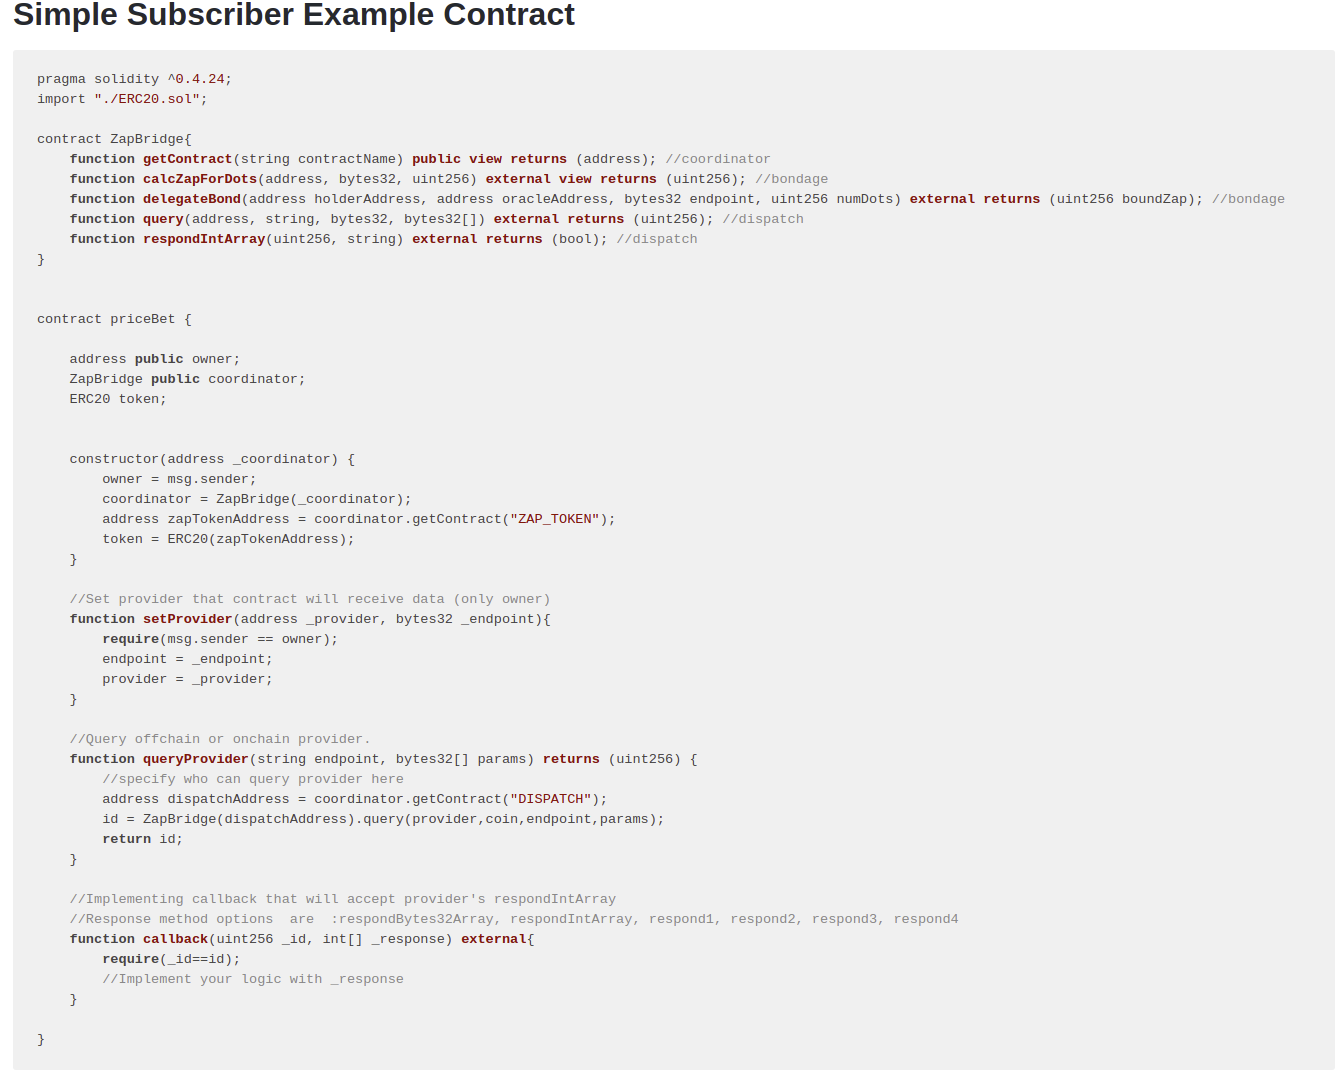 Simple Subscriber Example Contract
pragma solidity ^0.4.24;
import "./ERC20.sol";
contract ZapBridge{
    function getContract(string contractName) public view returns (address); //coordinator
    function calcZapForDots(address, bytes32, uint256) external view returns (uint256); //bondage
    function delegateBond(address holderAddress, address oracleAddress, bytes32 endpoint, uint256 numDots) external returns (uint256 boundZap); //bondage
    function query(address, string, bytes32, bytes32[]) external returns (uint256); //dispatch
    function respondIntArray(uint256, string) external returns (bool); //dispatch
}
contract priceBet {
    address public owner;
    ZapBridge public coordinator;
    ERC20 token;
    constructor(address _coordinator) {
        owner = msg.sender;
        coordinator = ZapBridge(_coordinator);
        address zapTokenAddress = coordinator.getContract("ZAP_TOKEN");
        token = ERC20(zapTokenAddress);
    }
    //Set provider that contract will receive data (only owner)
    function setProvider(address _provider, bytes32 _endpoint){
        require(msg.sender == owner);
        endpoint = _endpoint;
        provider = _provider;
    }
    //Query offchain or onchain provider.
    function queryProvider(string endpoint, bytes32[] params) returns (uint256) {
        //specify who can query provider here
        address dispatchAddress = coordinator.getContract("DISPATCH");
        id = ZapBridge(dispatchAddress).query(provider,coin,endpoint,params);
        return id;
    }
    //Implementing callback that will accept provider's respondIntArray
    //Response method options  are  :respondBytes32Array, respondIntArray, respond1, respond2, respond3, respond4
    function callback(uint256 _id, int[] _response) external{
        require(_id==id);
        //Implement your logic with _response
    }
}